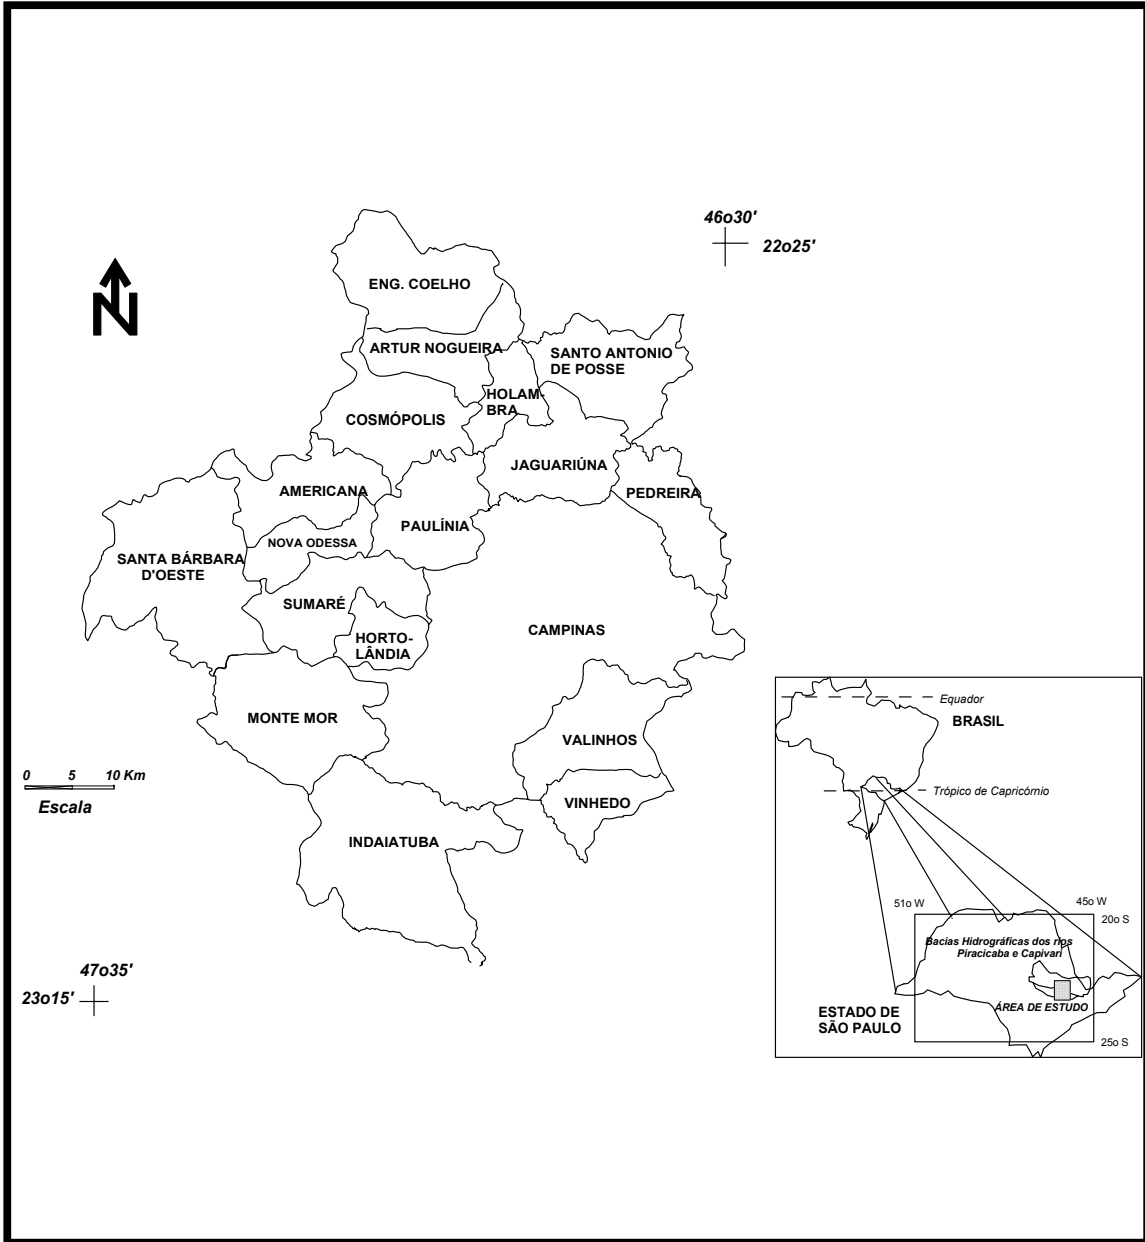 46o30'
22o25'
N
ENG. COELHO
ARTUR NOGUEIRA
SANTO ANTONIO
DE POSSE
HOLAM-
BRA
COSMÓPOLIS
JAGUARIÚNA
AMERICANA
PEDREIRA
PAULÍNIA
NOVA ODESSA
SANTA BÁRBARA
D'OESTE
SUMARÉ
HORTO-
LÂNDIA
CAMPINAS
MONTE MOR
VALINHOS
VINHEDO
INDAIATUBA
0 5 10 Km
Escala
47o35'
23o15'
Equador
BRASIL
Trópico de Capricórnio
51o W
45o W
20o S
Bacias Hidrográficas dos rios
Piracicaba e Capivari
ÁREA DE ESTUDO
ESTADO DE
SÃO PAULO
25o S